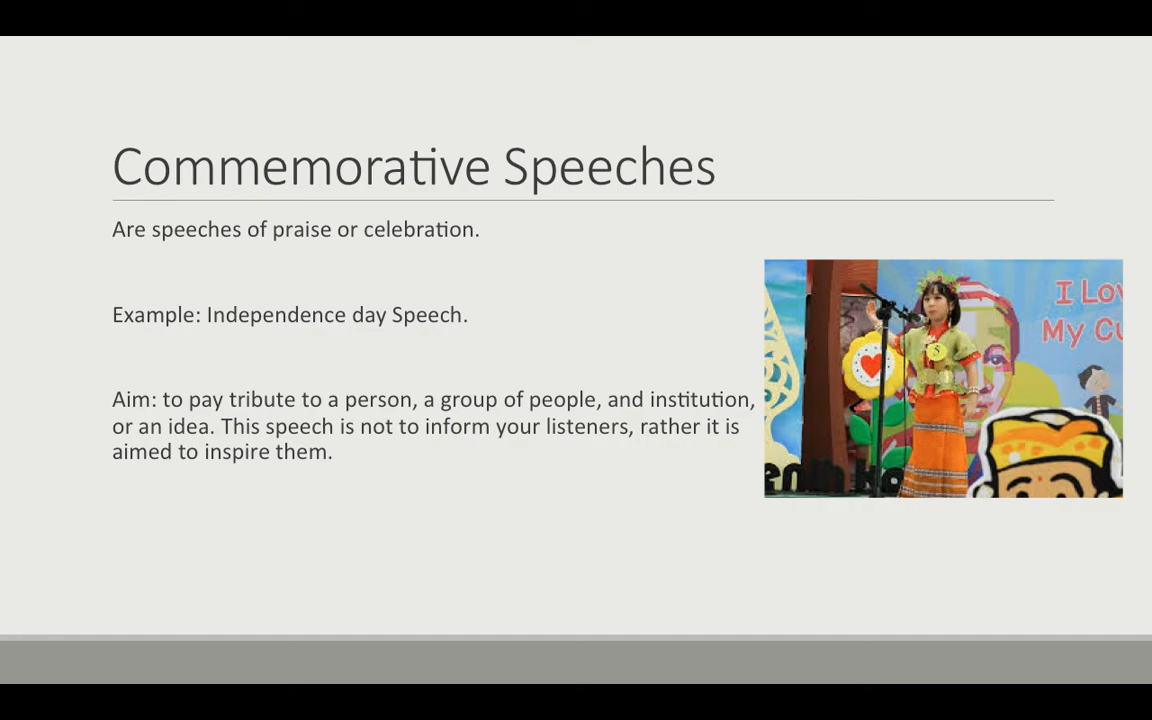 Commemorative Speeches
Are speeches of praise or celebration.
Example: Independence day Speech.
Aim: to pay tribute to a person, a group of people, and institution,
or an idea. This speech is not to inform your listeners, rather it is
aimed to inspire them.
I Lov
My Cu
5